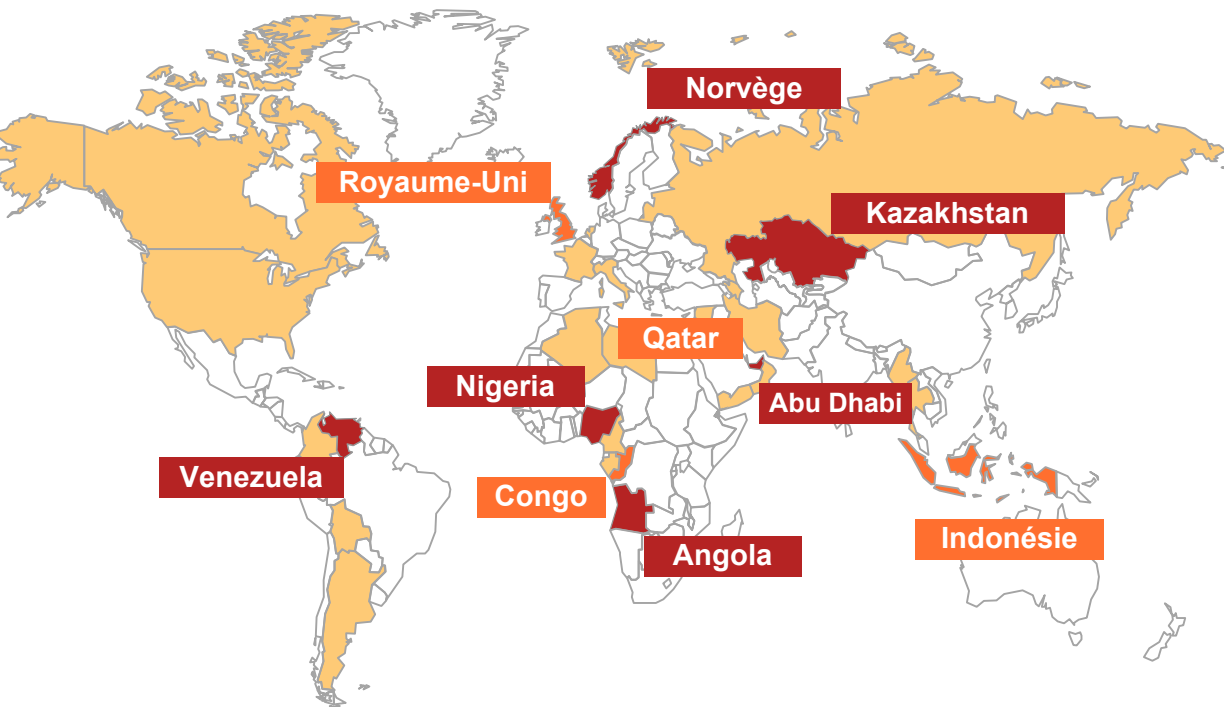 Norvège
Royaume-Uni
Kazakhstan
Qatar
Nigeria
Abu Dhabi
Venezuela
Congo
Indonésie
Angola